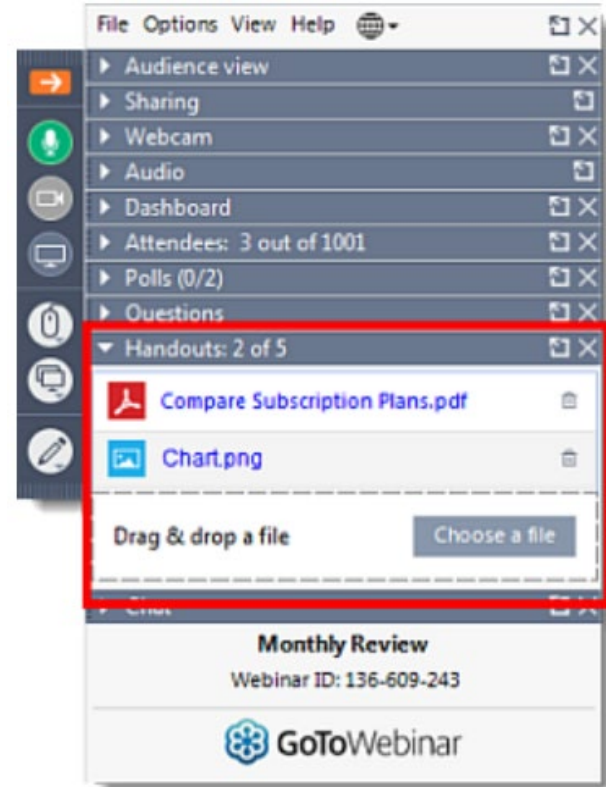 File Options View Help
Audience view
Sharing
Webcam
Audio
Dashboard
Attendees: 3 out of 1001
Polls (0/2)
Questions
Handouts: 2 of 5
Compare Subscription Plans.pdf
Chart.png
Drag & drop a file
Choose a file
Chat
Monthly Review
Webinar ID: 136-609-243
GoToWebinar